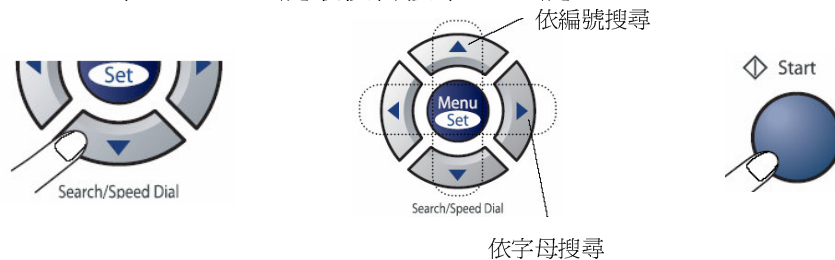 依編號搜尋
Set
Search/Speed Dial
Menu
Set
Search/Speed Dial
Start
依字母搜尋